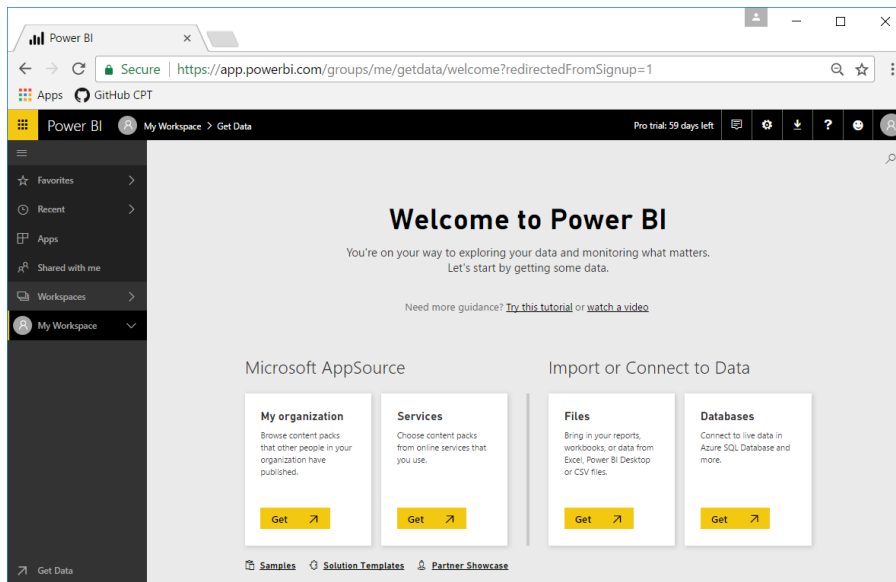 Power BI
Secure | https://app.powerbi.com/groups/me/getdata/welcome?redirectedFromSignup=1
Apps GitHub CPT
Power BI My Workspace > Get Data Pro trial: 59 days left ?
Favorites
Recent
Apps
Shared with me
Workspaces
My Workspace
Get Data
Welcome to Power BI
You're on your way to exploring your data and monitoring what matters.
Let's start by getting some data.
Need more guidance? Try this tutorial or watch a video
Microsoft AppSource
My organization
Browse content packs
that other people in your
organization have
published.
Get
Services
Choose content packs
from online services that
you use.
Get
Import or Connect to Data
Files
Bring in your reports,
workbooks, or data from
Excel, Power BI Desktop
or CSV files.
Get
Databases
Connect to live data in
Azure SQL Database and
more.
Get
Samples Solution Templates Partner Showcase